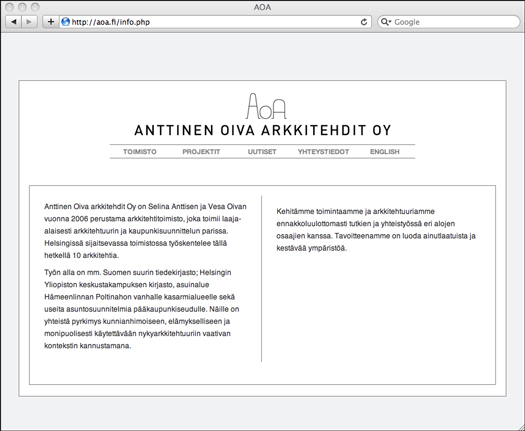 AOA
http://aoa.fi/info.php
Google
AOA
ANTTINEN OIVA ARKKITEHDIT OY
TOIMISTO PROJEKTIT UUTISET YHTEYSTIEDOT ENGLISH
Anttinen Oiva arkkitehdit Oy on Selina Anttisen ja Vesa Oivan
vuonna 2006 perustama arkkitehtitoimisto, joka toimii laaja-
alaisesti arkkitehtuurin ja kaupunkisuunnittelun parissa.
Helsingissä sijaitsevassa toimistossa työskentelee tällä
hetkellä 10 arkkitehtia.
Työn alla on mm. Suomen suurin tiedekirjasto; Helsingin
Yliopiston keskustakampuksen kirjasto, asuinalue
Hämeenlinnan Poltinahon vanhalle kasarmialueelle sekä
useita asuntosuunnitelmia pääkaupunkiseudulle. Näille on
yhteistä pyrkimys kunnianhimoiseen, elämykselliseen ja
monipuolisesti käytettävään nykyarkkitehtuuriin vaativan
kontekstin kannustamana.
Kehitämme toimintaamme ja arkkitehtuuriamme
ennakkoluulottomasti tutkien ja yhteistyössä eri alojen
osaajien kanssa. Tavoitteenamme on luoda ainutlaatuista ja
kestävää ympäristöä.